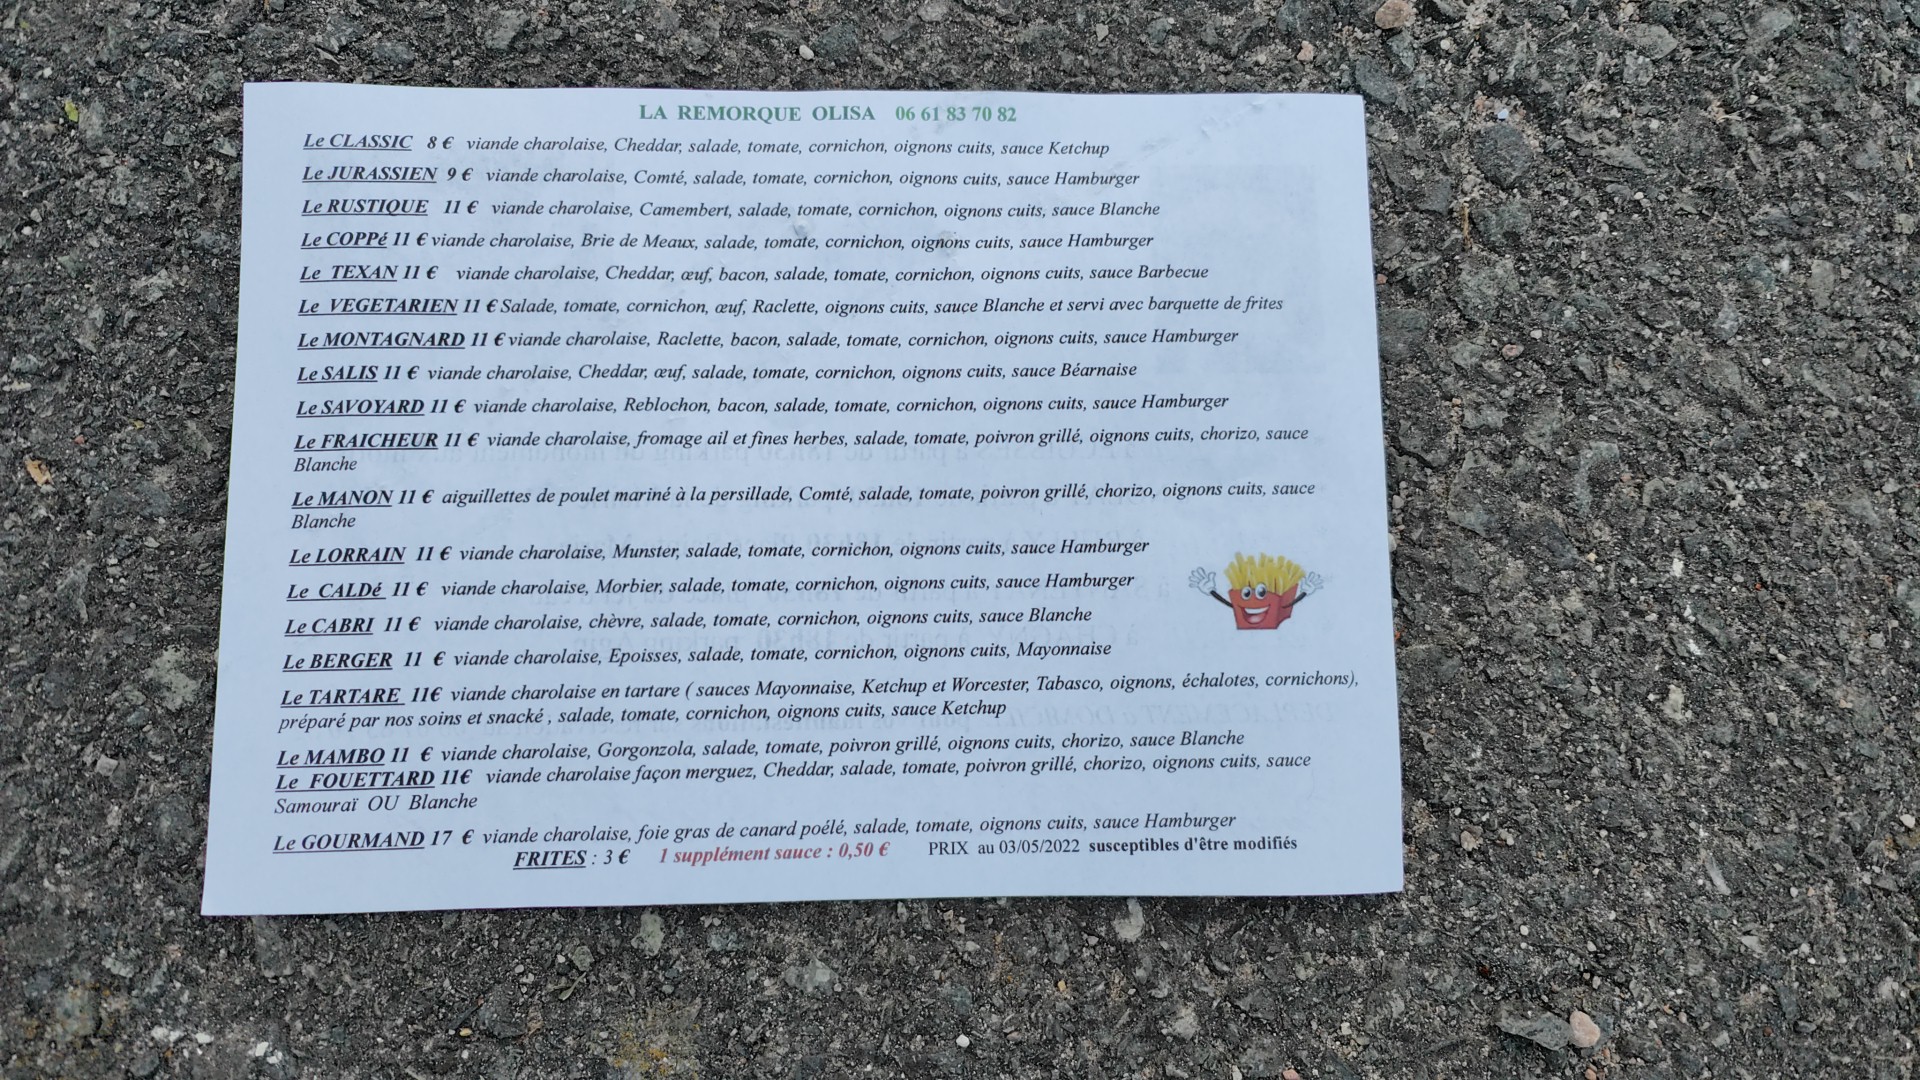 LA REMORQUE OLISA 06 61 83 70 82
Le CLASSIC 8 € viande charolaise, Cheddar, salade, tomate, cornichon, oignons cuits, sauce Ketchup
Le JURASSIEN 9 € viande charolaise, Comté, salade, tomate, cornichon, oignons cuits, sauce Hamburger
Le RUSTIQUE 11 € viande charolaise, Camembert, salade, tomate, cornichon, oignons cuits, sauce Blanche
Le COPPé 11 € viande charolaise, Brie de Meaux, salade, tomate, cornichon, oignons cuits, sauce Hamburger
Le TEXAN 11 € viande charolaise, Cheddar, œuf, bacon, salade, tomate, cornichon, oignons cuits, sauce Barbecue
Le VEGETARIEN 11 € Salade, tomate, cornichon, œuf, Raclette, oignons cuits, sauce Blanche et servi avec barquette de frites
Le MONTAGNARD 11 € viande charolaise, Raclette, bacon, salade, tomate, cornichon, oignons cuits, sauce Hamburger
Le SALIS 11 € viande charolaise, Cheddar, œuf, salade, tomate, cornichon, oignons cuits, sauce Béarnaise
Le SAVOYARD 11 € viande charolaise, Reblochon, bacon, salade, tomate, cornichon, oignons cuits, sauce Hamburger
Le FRAICHEUR 11 € viande charolaise, fromage ail et fines herbes, salade, tomate, poivron grillé, oignons cuits, chorizo, sauce
Blanche
Le MANON 11 € aiguillettes de poulet mariné à la persillade, Comté, salade, tomate, poivron grillé, chorizo, oignons cuits, sauce
Blanche
Le LORRAIN 11 € viande charolaise, Munster, salade, tomate, cornichon, oignons cuits, sauce Hamburger
Le CALDé 11 € viande charolaise, Morbier, salade, tomate, cornichon, oignons cuits, sauce Hamburger
Le CABRI 11 € viande charolaise, chèvre, salade, tomate, cornichon, oignons cuits, sauce Blanche
Le BERGER 11 € viande charolaise, Epoisses, salade, tomate, cornichon, oignons cuits, Mayonnaise
Le TARTARE 11€ viande charolaise en tartare ( sauces Mayonnaise, Ketchup et Worcester, Tabasco, oignons, échalotes, cornichons),
préparé par nos soins et snacké , salade, tomate, cornichon, oignons cuits, sauce Ketchup
Le MAMBO 11 € viande charolaise, Gorgonzola, salade, tomate, poivron grillé, oignons cuits, chorizo, sauce Blanche
Le FOUETTARD 11€ viande charolaise façon merguez, Cheddar, salade, tomate, poivron grillé, chorizo, oignons cuits, sauce
Samouraï OU Blanche
Le GOURMAND 17 € viande charolaise, foie gras de canard poélé, salade, tomate, oignons cuits, sauce Hamburger
FRITES : 3 € 1 supplément sauce : 0,50 € PRIX au 03/05/2022 susceptibles d'être modifiés